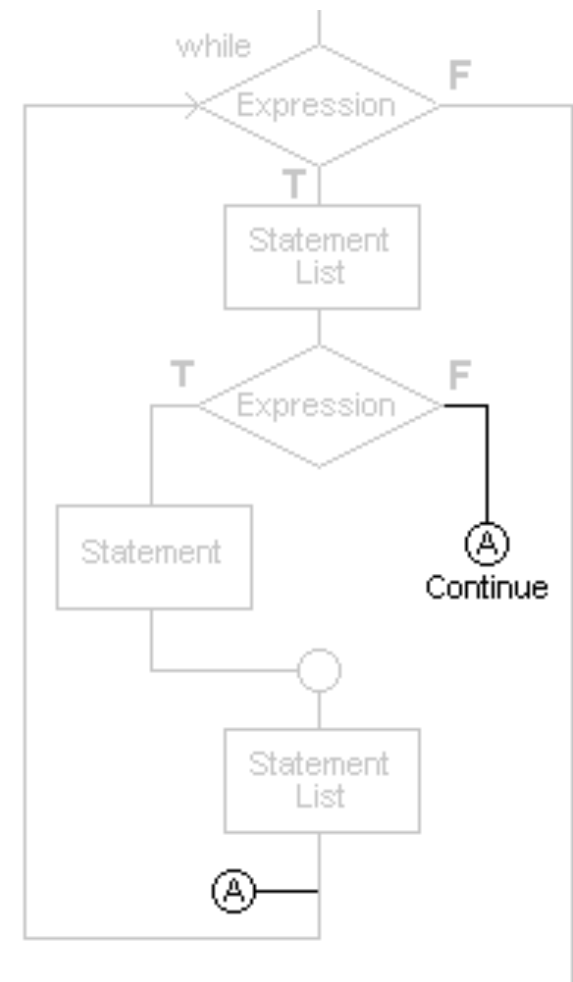 while
Expression
F
T
Statement
List
T
Expression
F
Statement
A
Continue
Statement
List
A